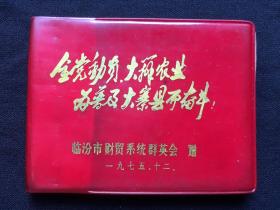 全党动员,大办农业
为普及大寨县而奋斗!
临汾市财贸系统群英会 赠
一九七五.十二.